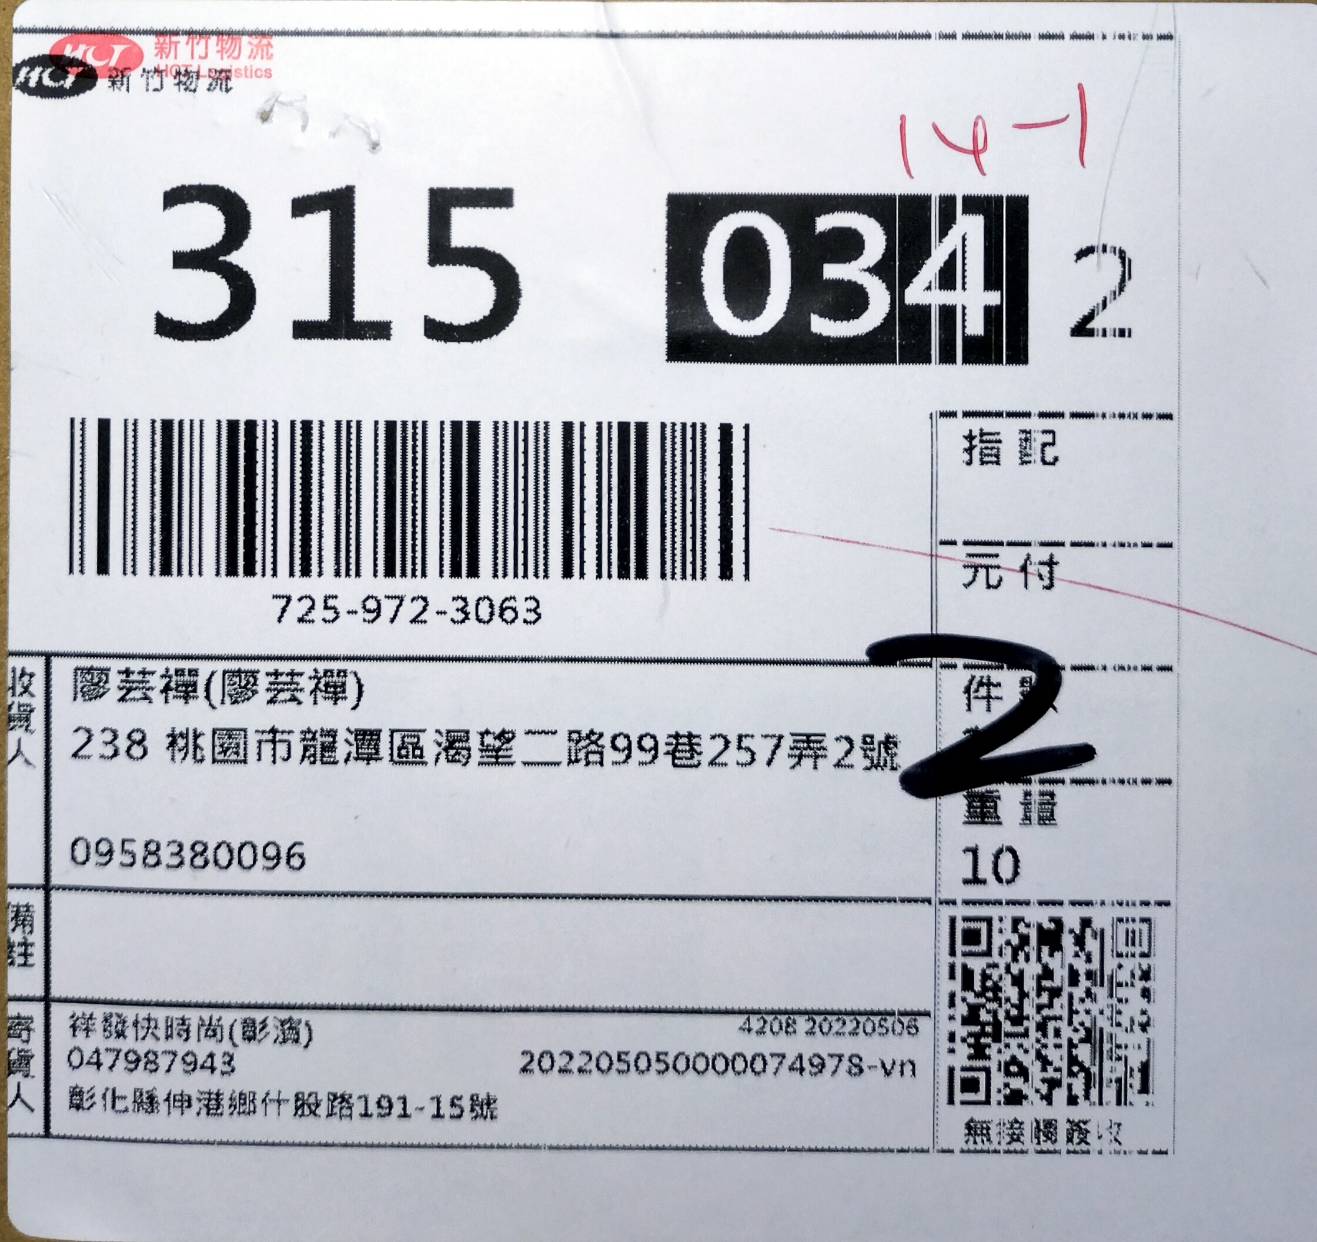 新竹物流
HCT Logistics
HCT 新竹物流
14-1
315 034 2
指配
725-972-3063
元付
收貨人
廖芸禪(廖芸禪)
238 桃園市龍潭區渴望二路99巷257弄2號
0958380096
件
2
重量
10
備註
寄貨人
祥發快時尚(彰濱)
4208 20220506
047987943
20220505000074978-vn
彰化縣伸港鄉什股路191-15號
無接觸簽收